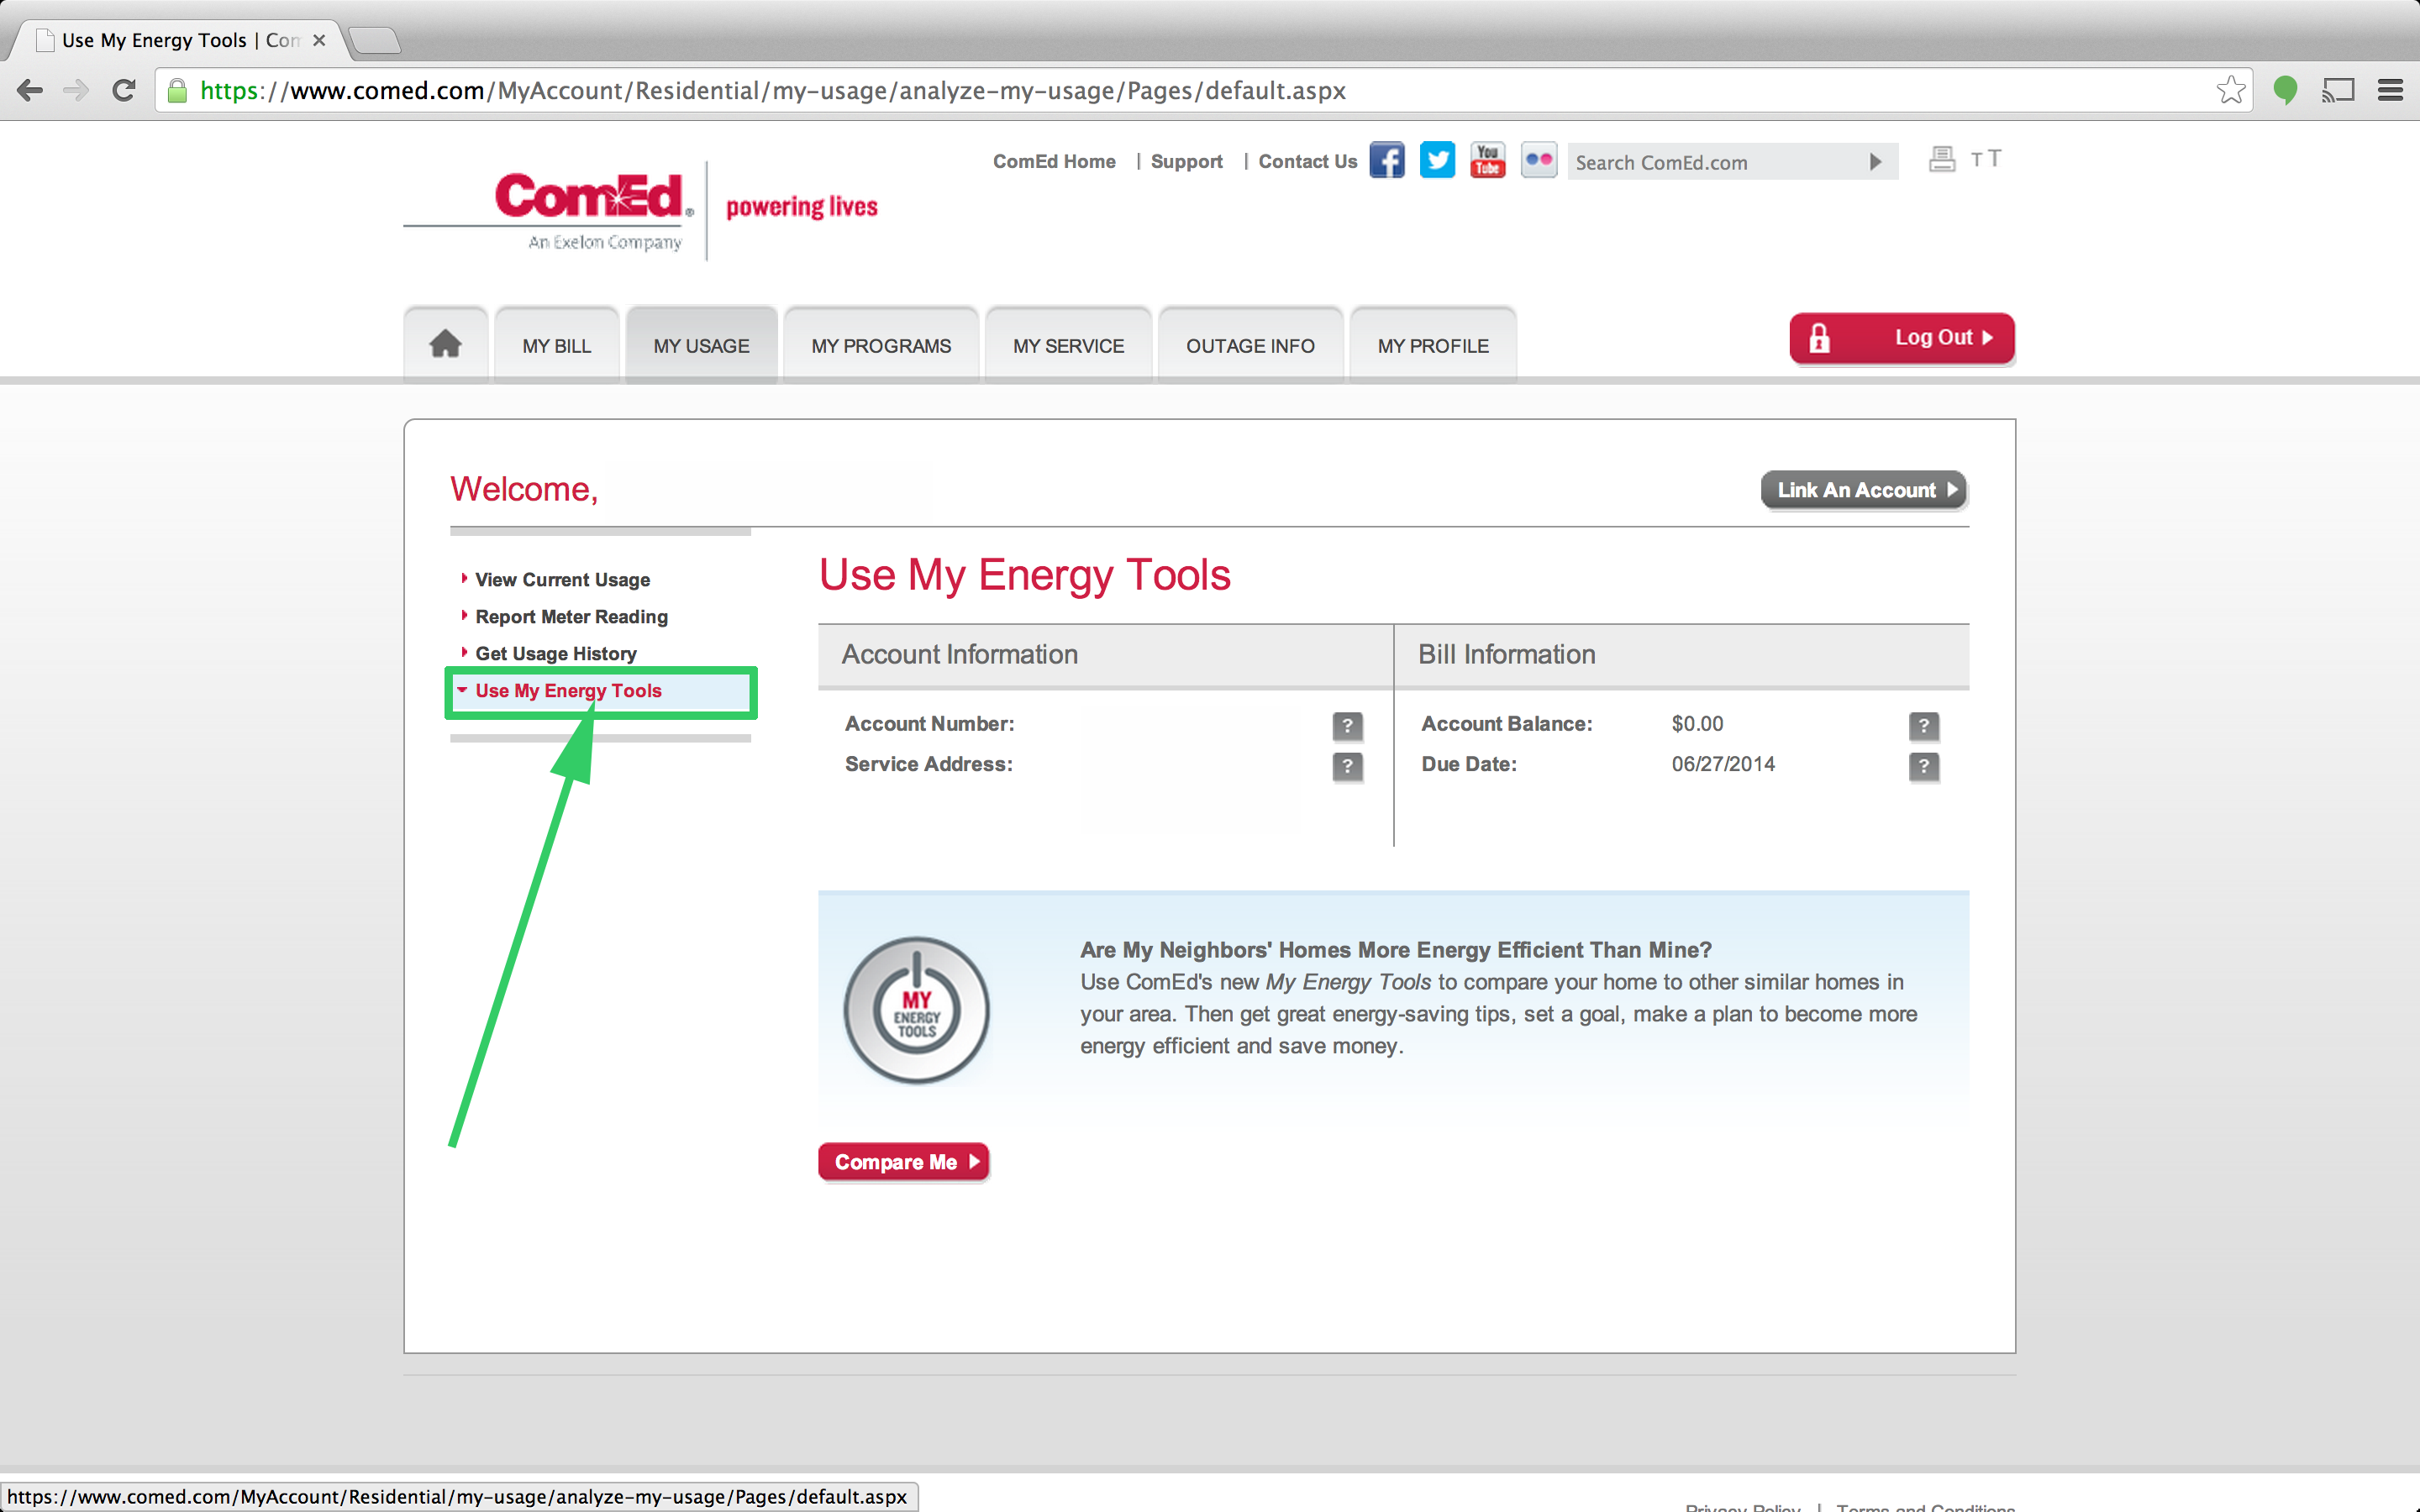 Use My Energy Tools | Com
https://www.comed.com/MyAccount/Residential/my-usage/analyze-my-usage/Pages/default.aspx
ComEd Home | Support | Contact Us
You
Tube
Search ComEd.com
T T
ComEd®
powering lives
An Exelon Company
MY BILL
MY USAGE
MY PROGRAMS
MY SERVICE
OUTAGE INFO
MY PROFILE
Log Out
Welcome,
Link An Account
View Current Usage
Report Meter Reading
Get Usage History
Use My Energy Tools
Use My Energy Tools
Account Information
Bill Information
Account Number: ?
Account Balance: $0.00 ?
Service Address: ?
Due Date: 06/27/2014 ?
MY
ENERGY
TOOLS
Are My Neighbors' Homes More Energy Efficient Than Mine?
Use ComEd's new My Energy Tools to compare your home to other similar homes in
your area. Then get great energy-saving tips, set a goal, make a plan to become more
energy efficient and save money.
Compare Me
https://www.comed.com/MyAccount/Residential/my-usage/analyze-my-usage/Pages/default.aspx
Privacy Policy | Terms and Conditions